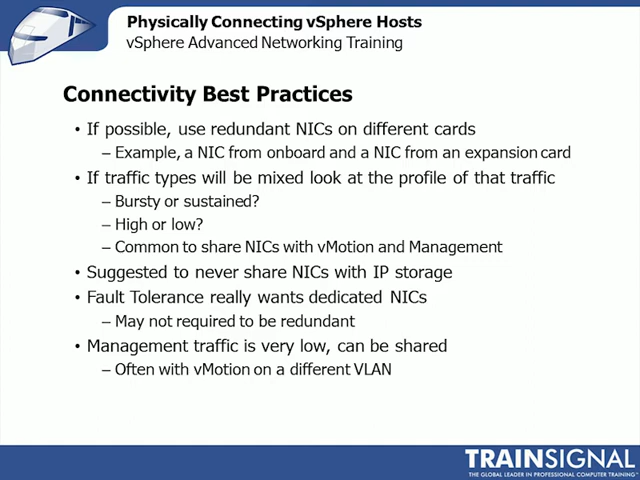 Physically Connecting vSphere Hosts
vSphere Advanced Networking Training
Connectivity Best Practices
• If possible, use redundant NICs on different cards
– Example, a NIC from onboard and a NIC from an expansion card
• If traffic types will be mixed look at the profile of that traffic
– Bursty or sustained?
– High or low?
– Common to share NICs with vMotion and Management
• Suggested to never share NICs with IP storage
• Fault Tolerance really wants dedicated NICs
– May not required to be redundant
• Management traffic is very low, can be shared
– Often with vMotion on a different VLAN
TRAINSIGNAL
THE GLOBAL LEADER IN PROFESSIONAL COMPUTER TRAINING